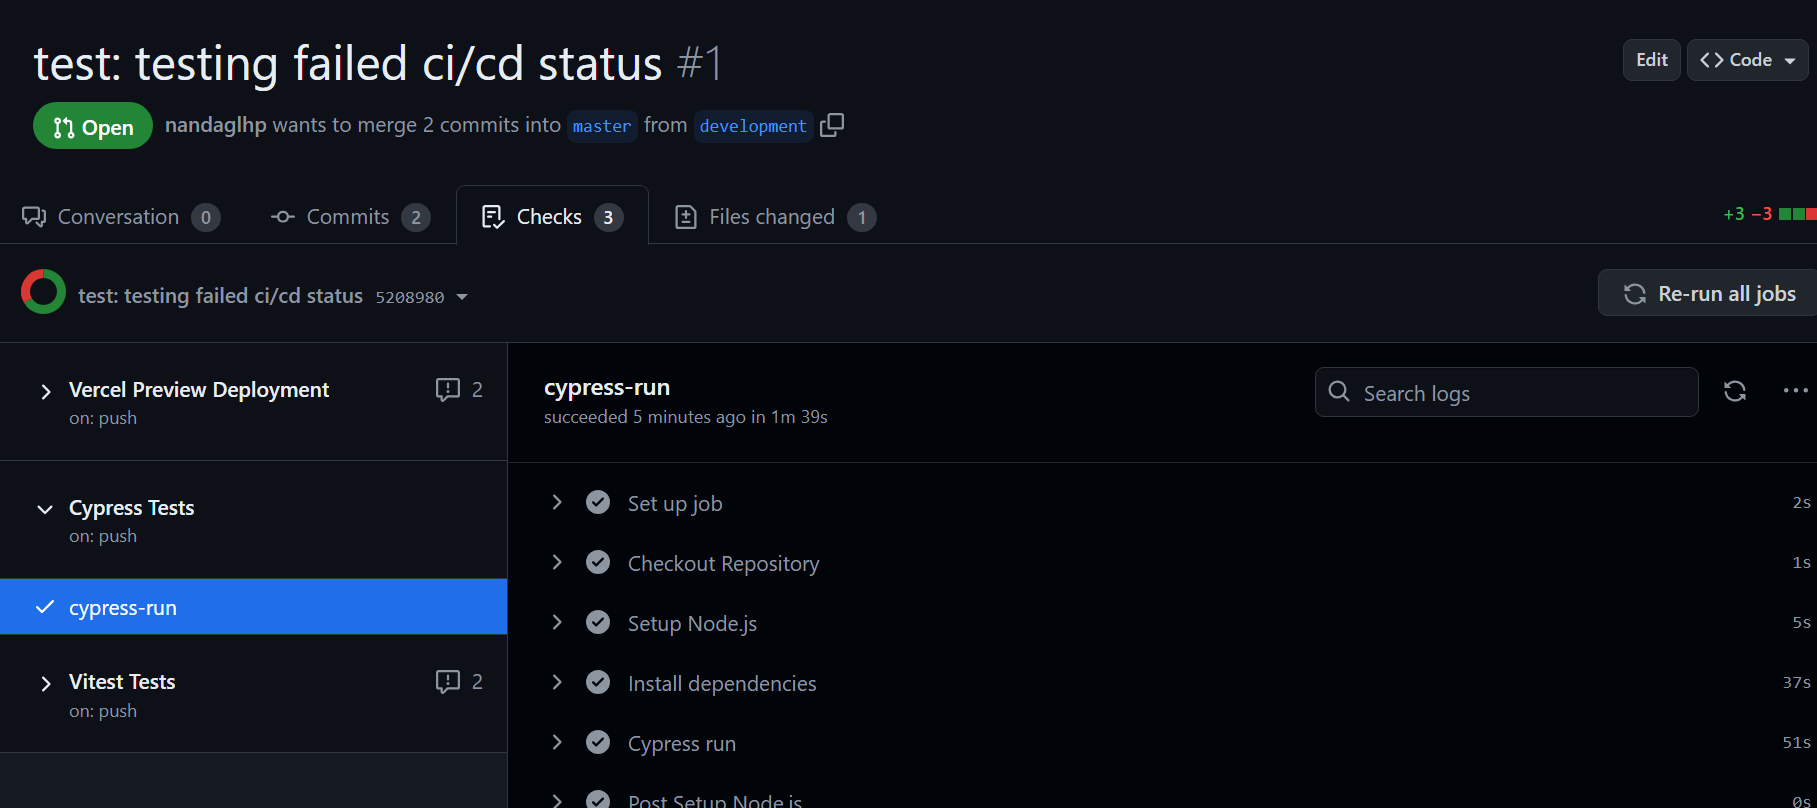 test: testing failed ci/cd status #1
Edit
Code
Open
nandaglhp wants to merge 2 commits into master from development
Conversation 0
Commits 2
Checks 3
Files changed 1
+3 −3
test: testing failed ci/cd status 5208980
Re-run all jobs
Vercel Preview Deployment 2
on: push
Cypress Tests
on: push
cypress-run
Vitest Tests 2
on: push
cypress-run
succeeded 5 minutes ago in 1m 39s
Search logs
Set up job 2s
Checkout Repository 1s
Setup Node.js 5s
Install dependencies 37s
Cypress run 51s
Post Setup Node.js 0s